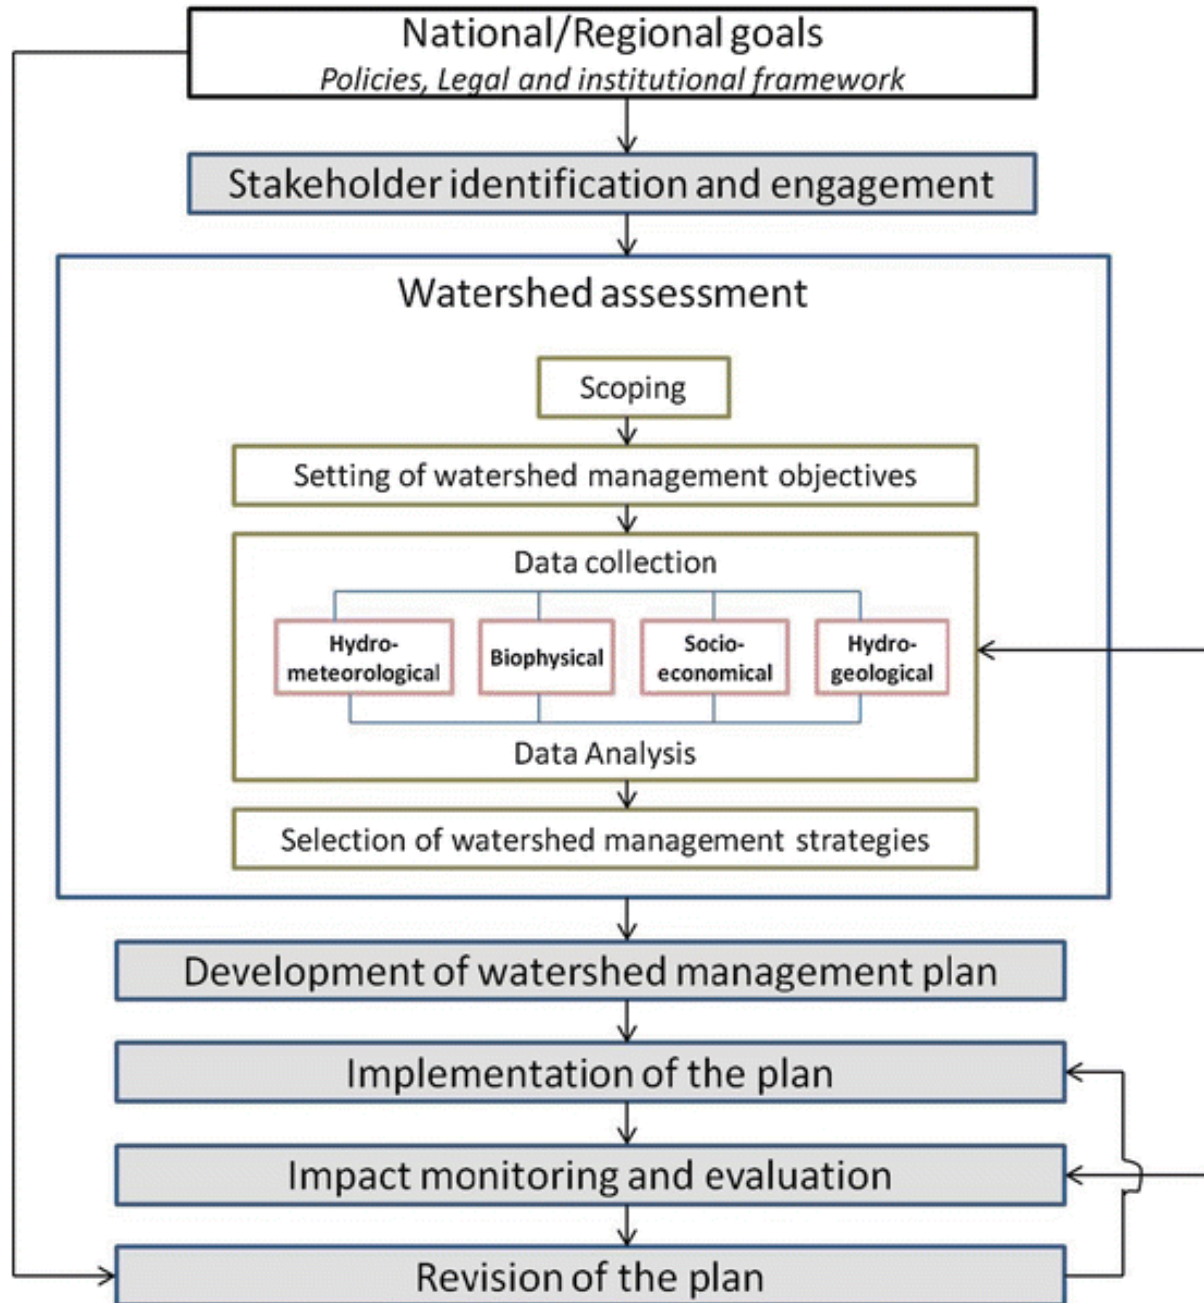 National/Regional goals
Policies, Legal and institutional framework
Stakeholder identification and engagement
Watershed assessment
Scoping
Setting of watershed management objectives
Data collection
Hydro-
meteorological
Biophysical
Socio-
economical
Hydro-
geological
Data Analysis
Selection of watershed management strategies
Development of watershed management plan
Implementation of the plan
Impact monitoring and evaluation
Revision of the plan